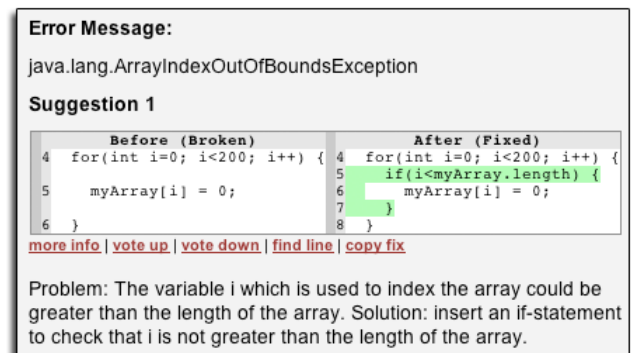 Error Message:
java.lang.ArrayIndexOutOfBoundsException
Suggestion 1
Before (Broken)
4 for(int i=0; i<200; i++) {
5 myArray[i] = 0;
6 }
After (Fixed)
4 for(int i=0; i<200; i++) {
5 if(i<myArray.length) {
6 myArray[i] = 0;
7 }
8 }
more info | vote up | vote down | find line | copy fix
Problem: The variable i which is used to index the array could be
greater than the length of the array. Solution: insert an if-statement
to check that i is not greater than the length of the array.